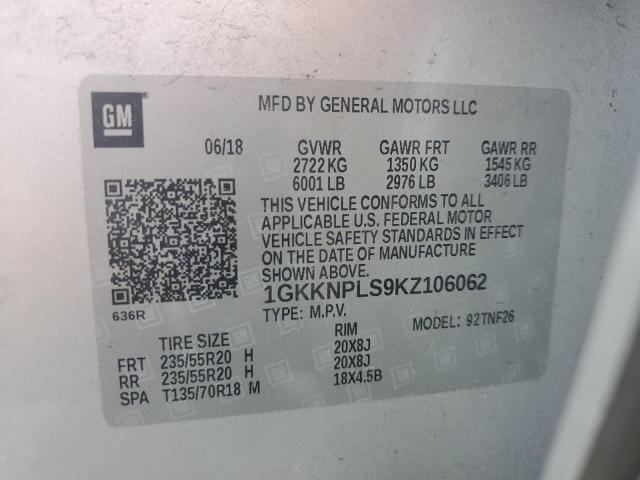 GM
MFD BY GENERAL MOTORS LLC
06/18 GVWR GAWR FRT GAWR RR
2722 KG 1350 KG 1545 KG
6001 LB 2976 LB 3406 LB
THIS VEHICLE CONFORMS TO ALL
APPLICABLE U.S. FEDERAL MOTOR
VEHICLE SAFETY STANDARDS IN EFFECT
ON THE DATE OF MANUFACTURE
SHOWN ABOVE.
1GKKNPLS9KZ106062
636R
TYPE: M.P.V. MODEL: 92TNF26
TIRE SIZE RIM
FRT 235/55R20 H 20X8J
RR 235/55R20 H 20X8J
SPA T135/70R18 M 18X4.5B